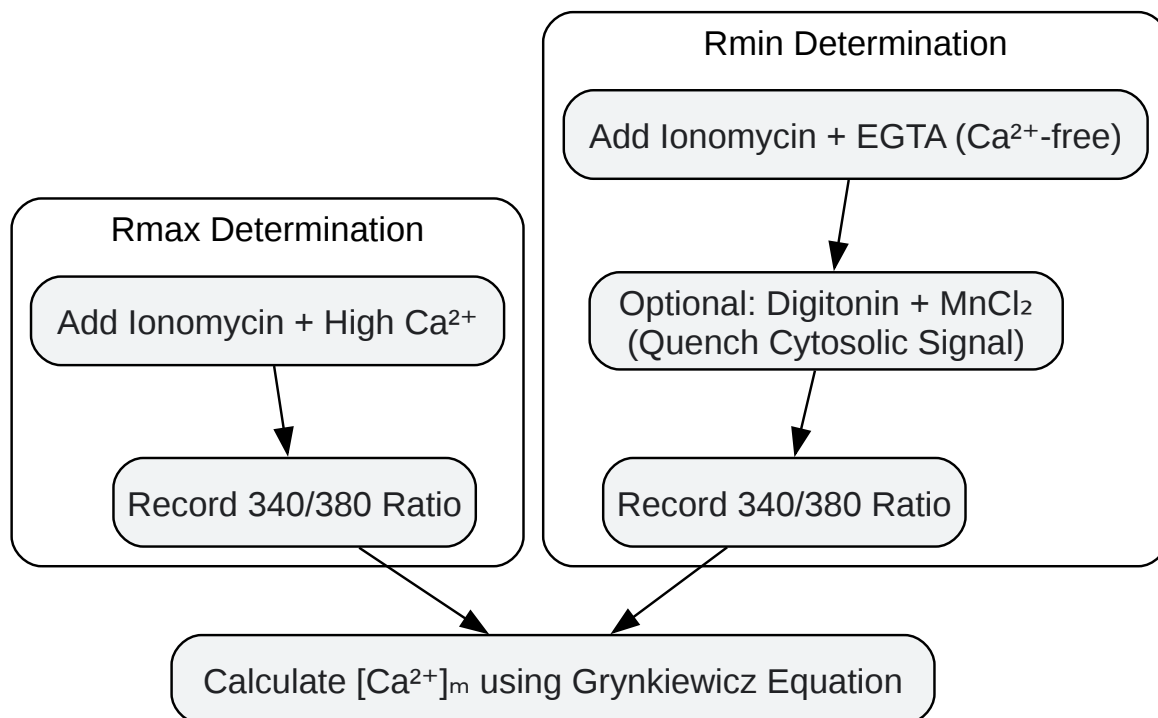 Rmin Determination
Add Ionomycin + EGTA (Ca²⁺-free)
Optional: Digitonin + MnCl₂
(Quench Cytosolic Signal)
Record 340/380 Ratio
Rmax Determination
Add Ionomycin + High Ca²⁺
Record 340/380 Ratio
Calculate [Ca²⁺]ₘ using Grynkiewicz Equation